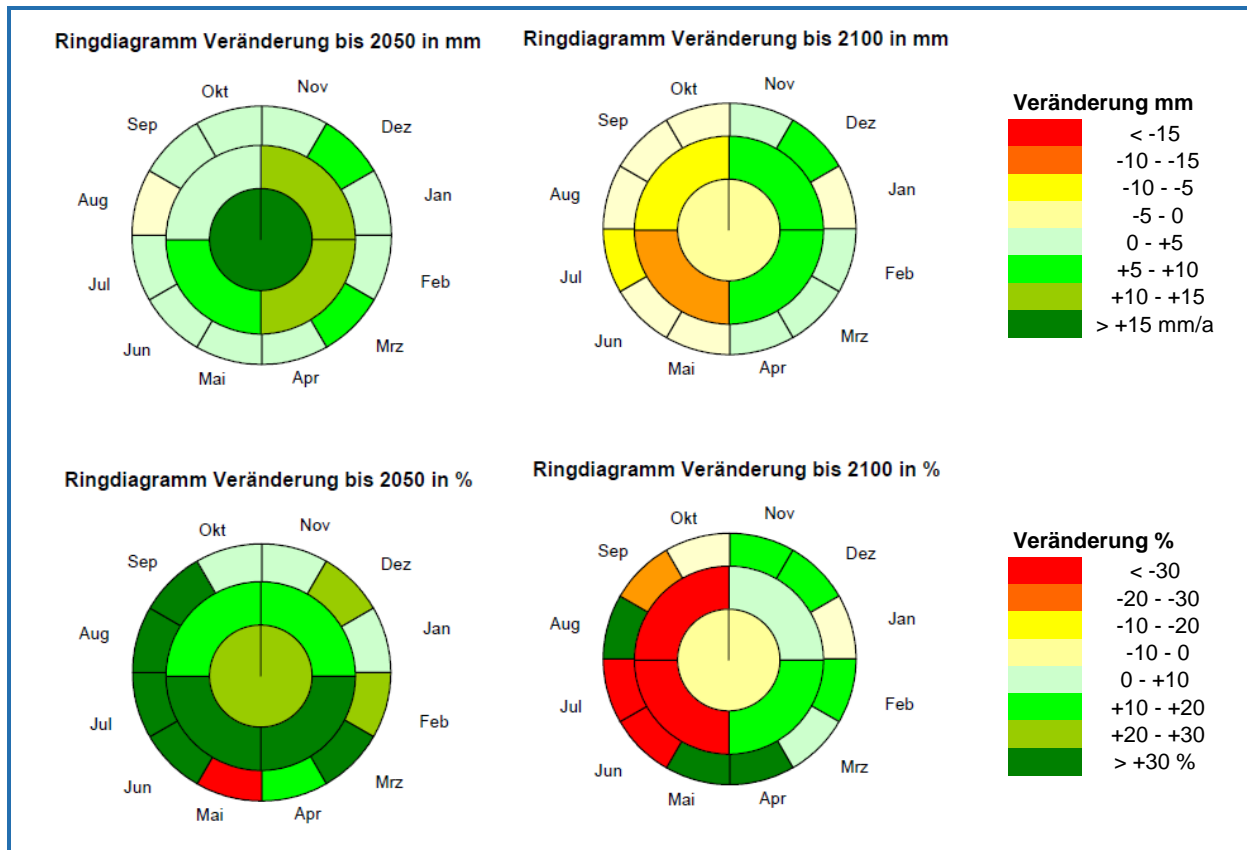 Ringdiagramm Veränderung bis 2050 in mm
Okt
Nov
Dez
Jan
Feb
Mrz
Apr
Mai
Jun
Jul
Aug
Sep
Ringdiagramm Veränderung bis 2100 in mm
Okt
Nov
Dez
Jan
Feb
Mrz
Apr
Mai
Jun
Jul
Aug
Sep
Veränderung mm
< -15
-10 - -15
-10 - -5
-5 - 0
0 - +5
+5 - +10
+10 - +15
> +15 mm/a
Ringdiagramm Veränderung bis 2050 in %
Okt
Nov
Dez
Jan
Feb
Mrz
Apr
Mai
Jun
Jul
Aug
Sep
Ringdiagramm Veränderung bis 2100 in %
Okt
Nov
Dez
Jan
Feb
Mrz
Apr
Mai
Jun
Jul
Aug
Sep
Veränderung %
< -30
-20 - -30
-10 - -20
-10 - 0
0 - +10
+10 - +20
+20 - +30
> +30 %